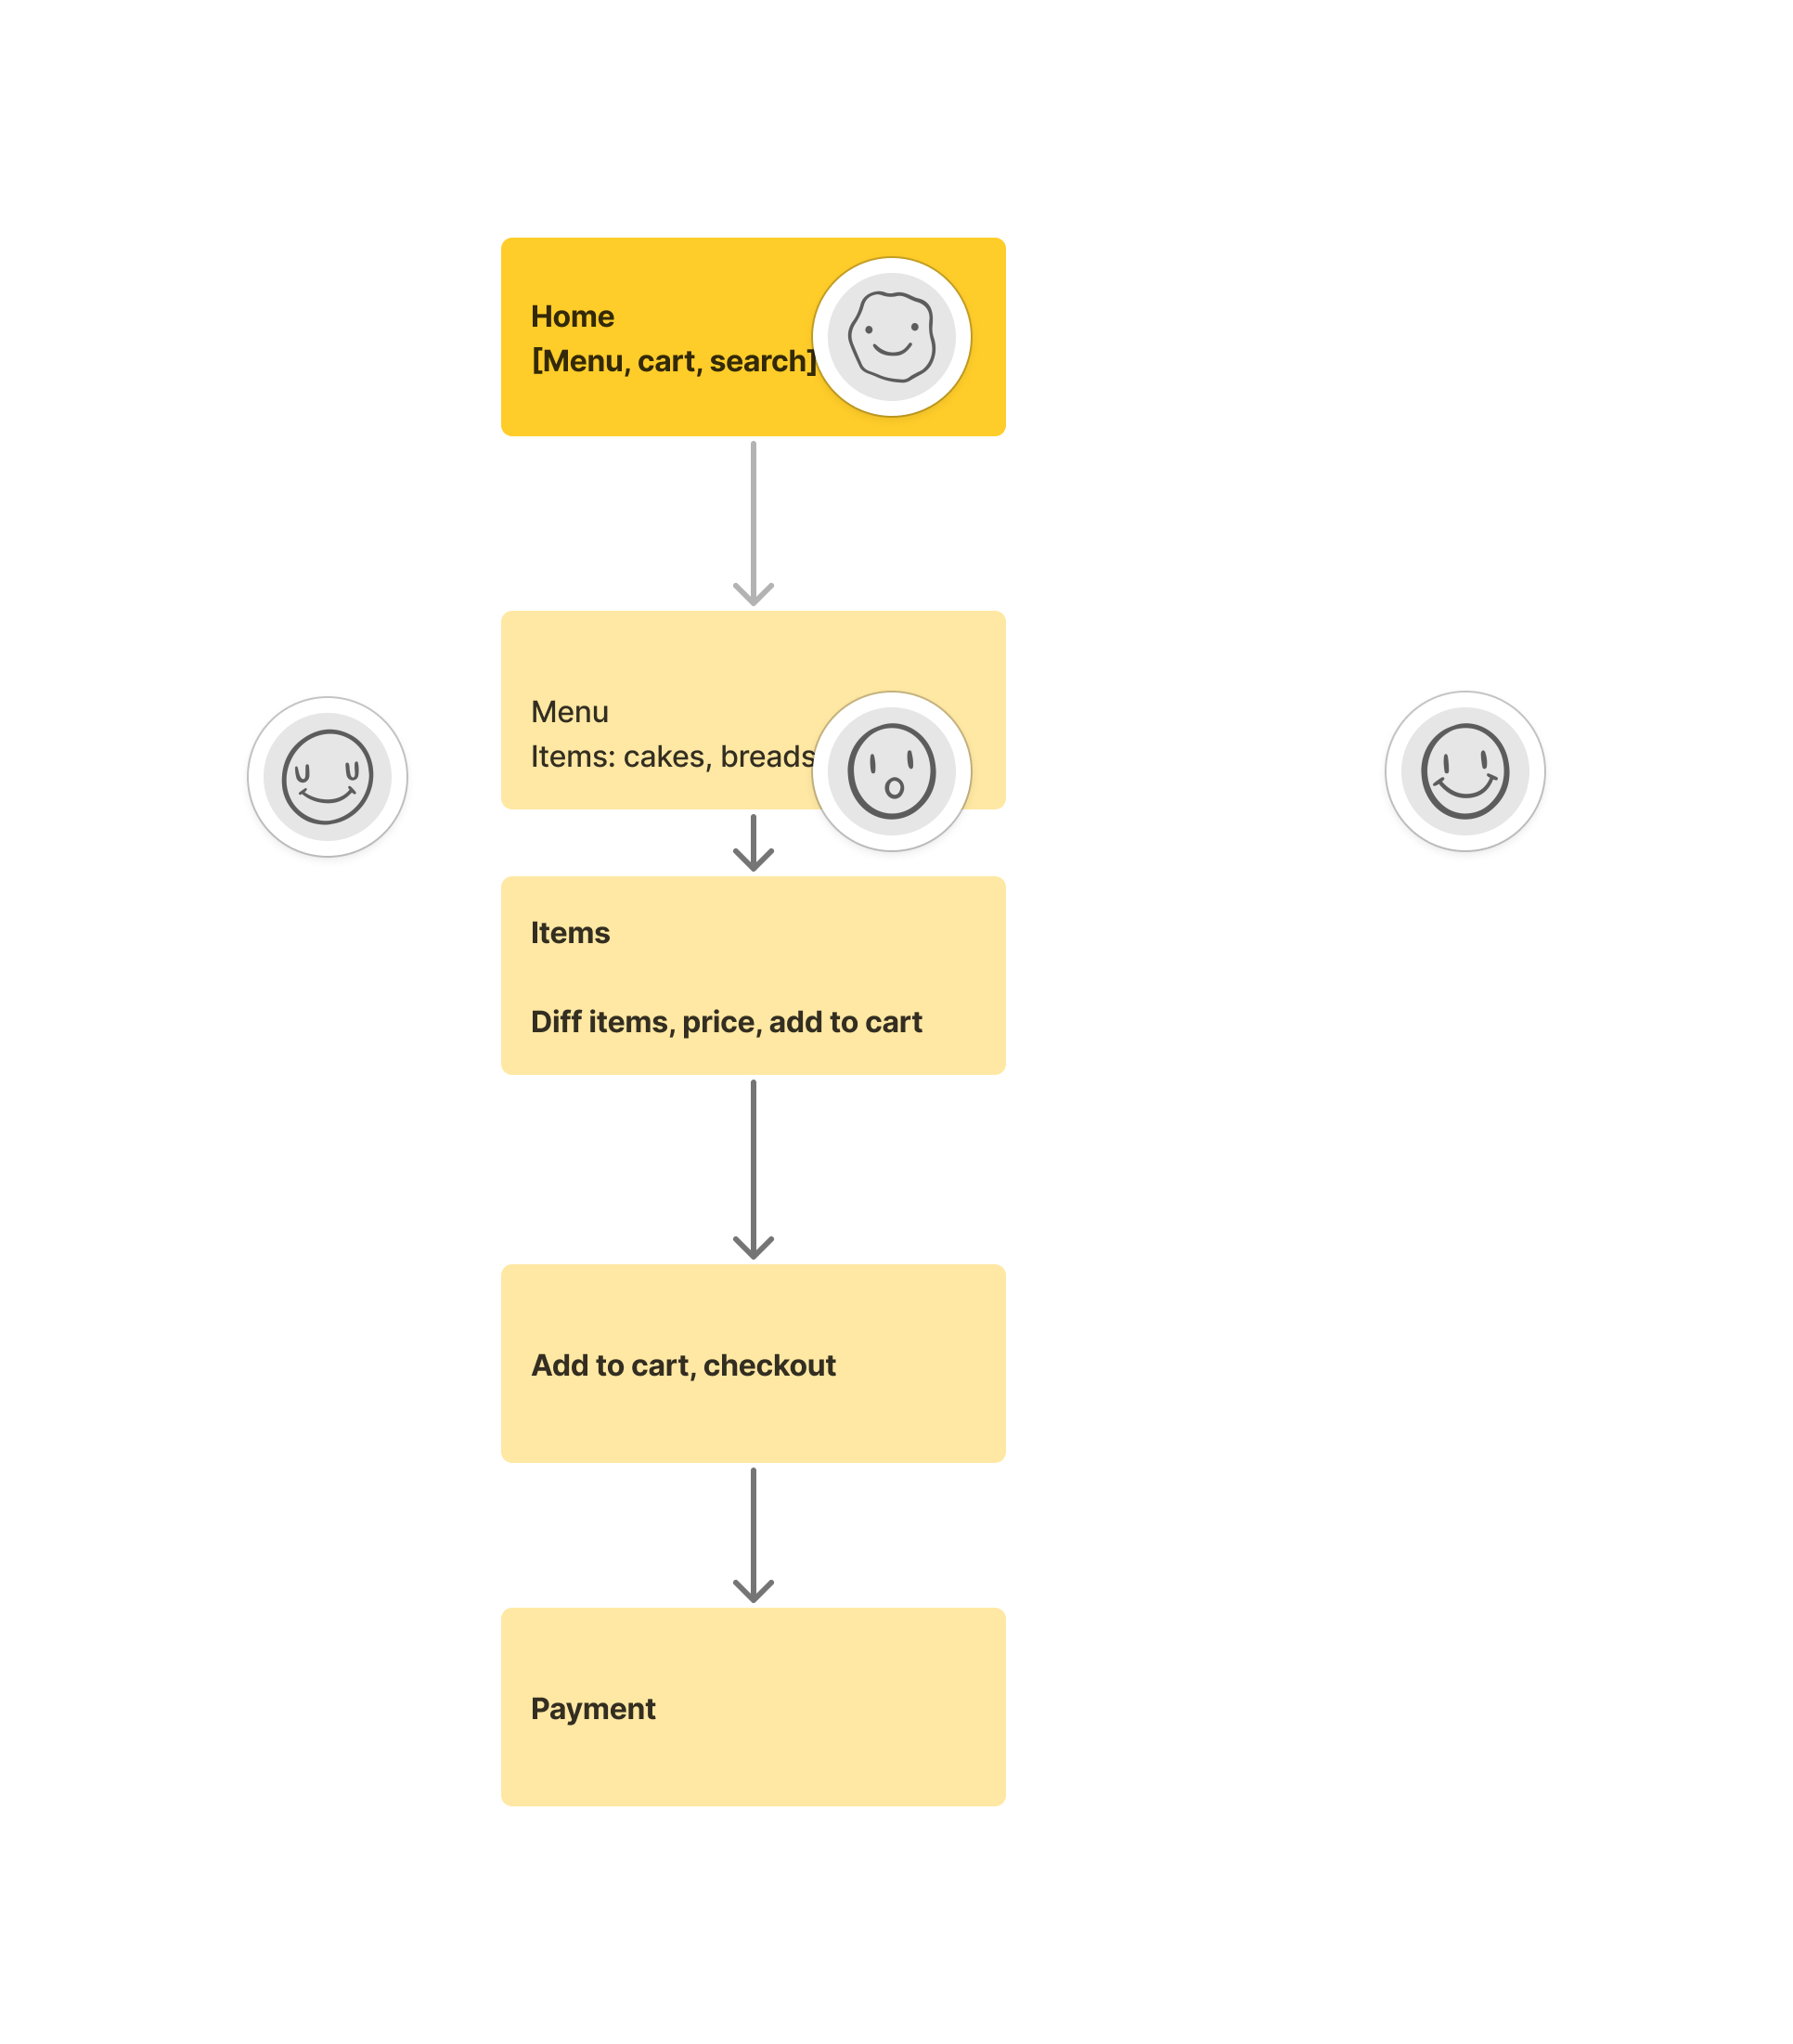 Home
[Menu, cart, search]
Menu
Items: cakes, breads
Items
Diff items, price, add to cart
Add to cart, checkout
Payment